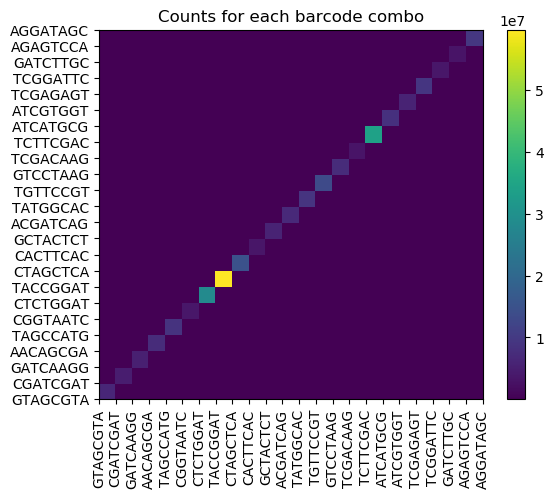 Counts for each barcode combo
1e7
AGGATAGC
AGAGTCCA
GATCTTGC
TCGGATTC
TCGAGAGT
ATCGTGGT
ATCATGCG
TCTTCGAC
TCGACAAG
GTCCTAAG
TGTTCCGT
TATGGCAC
ACGATCAG
GCTACTCT
CACTTCAC
CTAGCTCA
TACCGGAT
CTCTGGAT
CGGTAATC
TAGCCATG
AACAGCGA
GATCAAGG
CGATCGAT
GTAGCGTA
5
4
3
2
1
GTAGCGTA
CGATCGAT
GATCAAGG
AACAGCGA
TAGCCATG
CGGTAATC
CTCTGGAT
TACCGGAT
CTAGCTCA
CACTTCAC
GCTACTCT
ACGATCAG
TATGGCAC
TGTTCCGT
GTCCTAAG
TCGACAAG
TCTTCGAC
ATCATGCG
ATCGTGGT
TCGAGAGT
TCGGATTC
GATCTTGC
AGAGTCCA
AGGATAGC